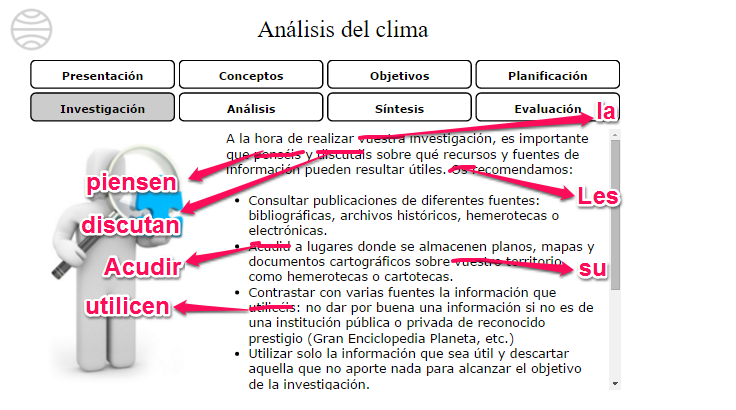 Análisis del clima
Presentación
Conceptos
Objetivos
Planificación
Investigación
Análisis
Síntesis
Evaluación
la
A la hora de realizar vuestra investigación, es importante
que penséis y discutáis sobre qué recursos y fuentes de
información pueden resultar útiles. Os recomendamos:
piensen
Les
discutan
• Consultar publicaciones de diferentes fuentes:
bibliográficas, archivos históricos, hemerotecas o
electrónicas.
• Acudid a lugares donde se almacenen planos, mapas y
documentos cartográficos sobre vuestro territorio,
como hemerotecas o cartotecas.
Acudir
su
• Contrastar con varias fuentes la información que
utilicéis: no dar por buena una información si no es de
una institución pública o privada de reconocido
prestigio (Gran Enciclopedia Planeta, etc.)
utilicen
• Utilizar solo la información que sea útil y descartar
aquella que no aporte nada para alcanzar el objetivo
de la investigación.